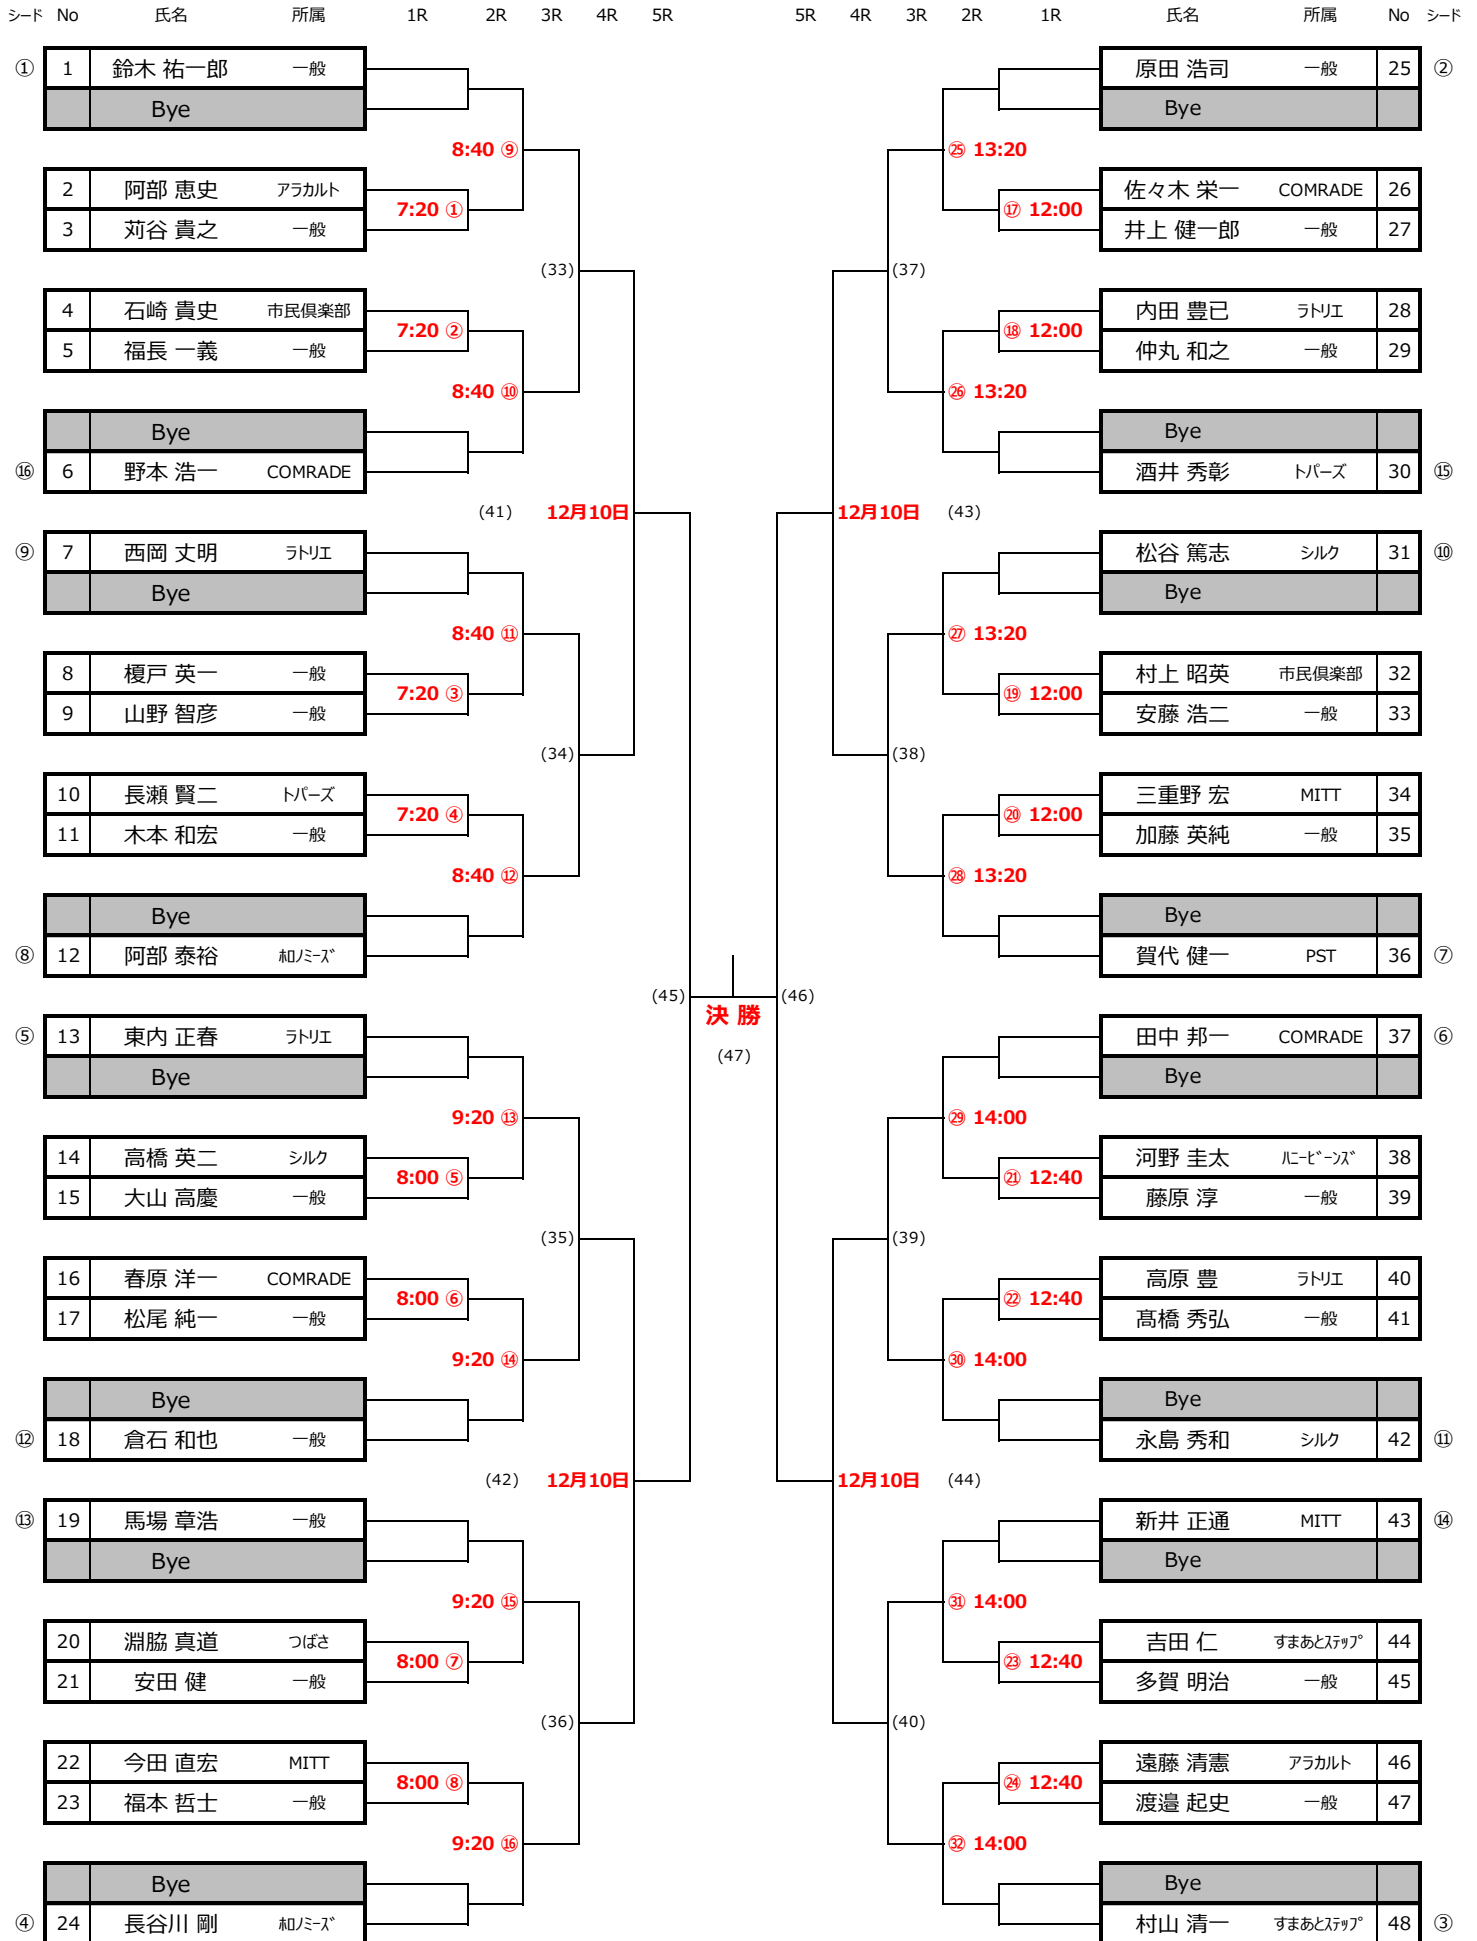 シード No 氏名 所属 1R 2R 3R 4R 5R 5R 4R 3R 2R 1R 氏名 所属 No シード
① 1 鈴木 祐一郎 一般 原田 浩司 一般 25 ②
Bye Bye
8:40 ⑨ ㉕ 13:20
2 阿部 恵史 アラカルト 佐々木 栄一 COMRADE 26
7:20 ① ⑰ 12:00
3 苅谷 貴之 一般 井上 健一郎 一般 27
(33) (37)
4 石崎 貴史 市民倶楽部 内田 豊已 ラトリエ 28
7:20 ② ⑱ 12:00
5 福長 一義 一般 仲丸 和之 一般 29
8:40 ⑩ ㉖ 13:20
Bye Bye
⑯ 6 野本 浩一 COMRADE 酒井 秀彰 トパーズ 30 ⑮
(41) 12月10日 12月10日 (43)
⑨ 7 西岡 丈明 ラトリエ 松谷 篤志 シルク 31 ⑩
Bye Bye
8:40 ⑪ ㉗ 13:20
8 榎戸 英一 一般 村上 昭英 市民倶楽部 32
7:20 ③ ⑲ 12:00
9 山野 智彦 一般 安藤 浩二 一般 33
(34) (38)
10 長瀬 賢二 トパーズ 三重野 宏 MITT 34
7:20 ④ ⑳ 12:00
11 木本 和宏 一般 加藤 英純 一般 35
8:40 ⑫ ㉘ 13:20
Bye Bye
⑧ 12 阿部 泰裕 ホロノミーズ 賀代 健一 PST 36 ⑦
(45) (46)
決 勝
⑤ 13 東内 正春 ラトリエ 田中 邦一 COMRADE 37 ⑥
(47)
Bye Bye
9:20 ⑬ ㉙ 14:00
14 高橋 英二 シルク 河野 圭太 ハニービーンズ 38
8:00 ⑤ ㉑ 12:40
15 大山 高慶 一般 藤原 淳 一般 39
(35) (39)
16 春原 洋一 COMRADE 高原 豊 ラトリエ 40
8:00 ⑥ ㉒ 12:40
17 松尾 純一 一般 髙橋 秀弘 一般 41
9:20 ⑭ ㉚ 14:00
Bye Bye
⑫ 18 倉石 和也 一般 永島 秀和 シルク 42 ⑪
(42) 12月10日 12月10日 (44)
⑬ 19 馬場 章浩 一般 新井 正通 MITT 43 ⑭
Bye Bye
9:20 ⑮ ㉛ 14:00
20 淵脇 真道 つばさ 吉田 仁 すまあとステップ 44
8:00 ⑦ ㉓ 12:40
21 安田 健 一般 多賀 明治 一般 45
(36) (40)
22 今田 直宏 MITT 遠藤 清憲 アラカルト 46
8:00 ⑧ ㉔ 12:40
23 福本 哲士 一般 渡邉 起史 一般 47
9:20 ⑯ ㉜ 14:00
Bye Bye
④ 24 長谷川 剛 ホロノミーズ 村山 清一 すまあとステップ 48 ③